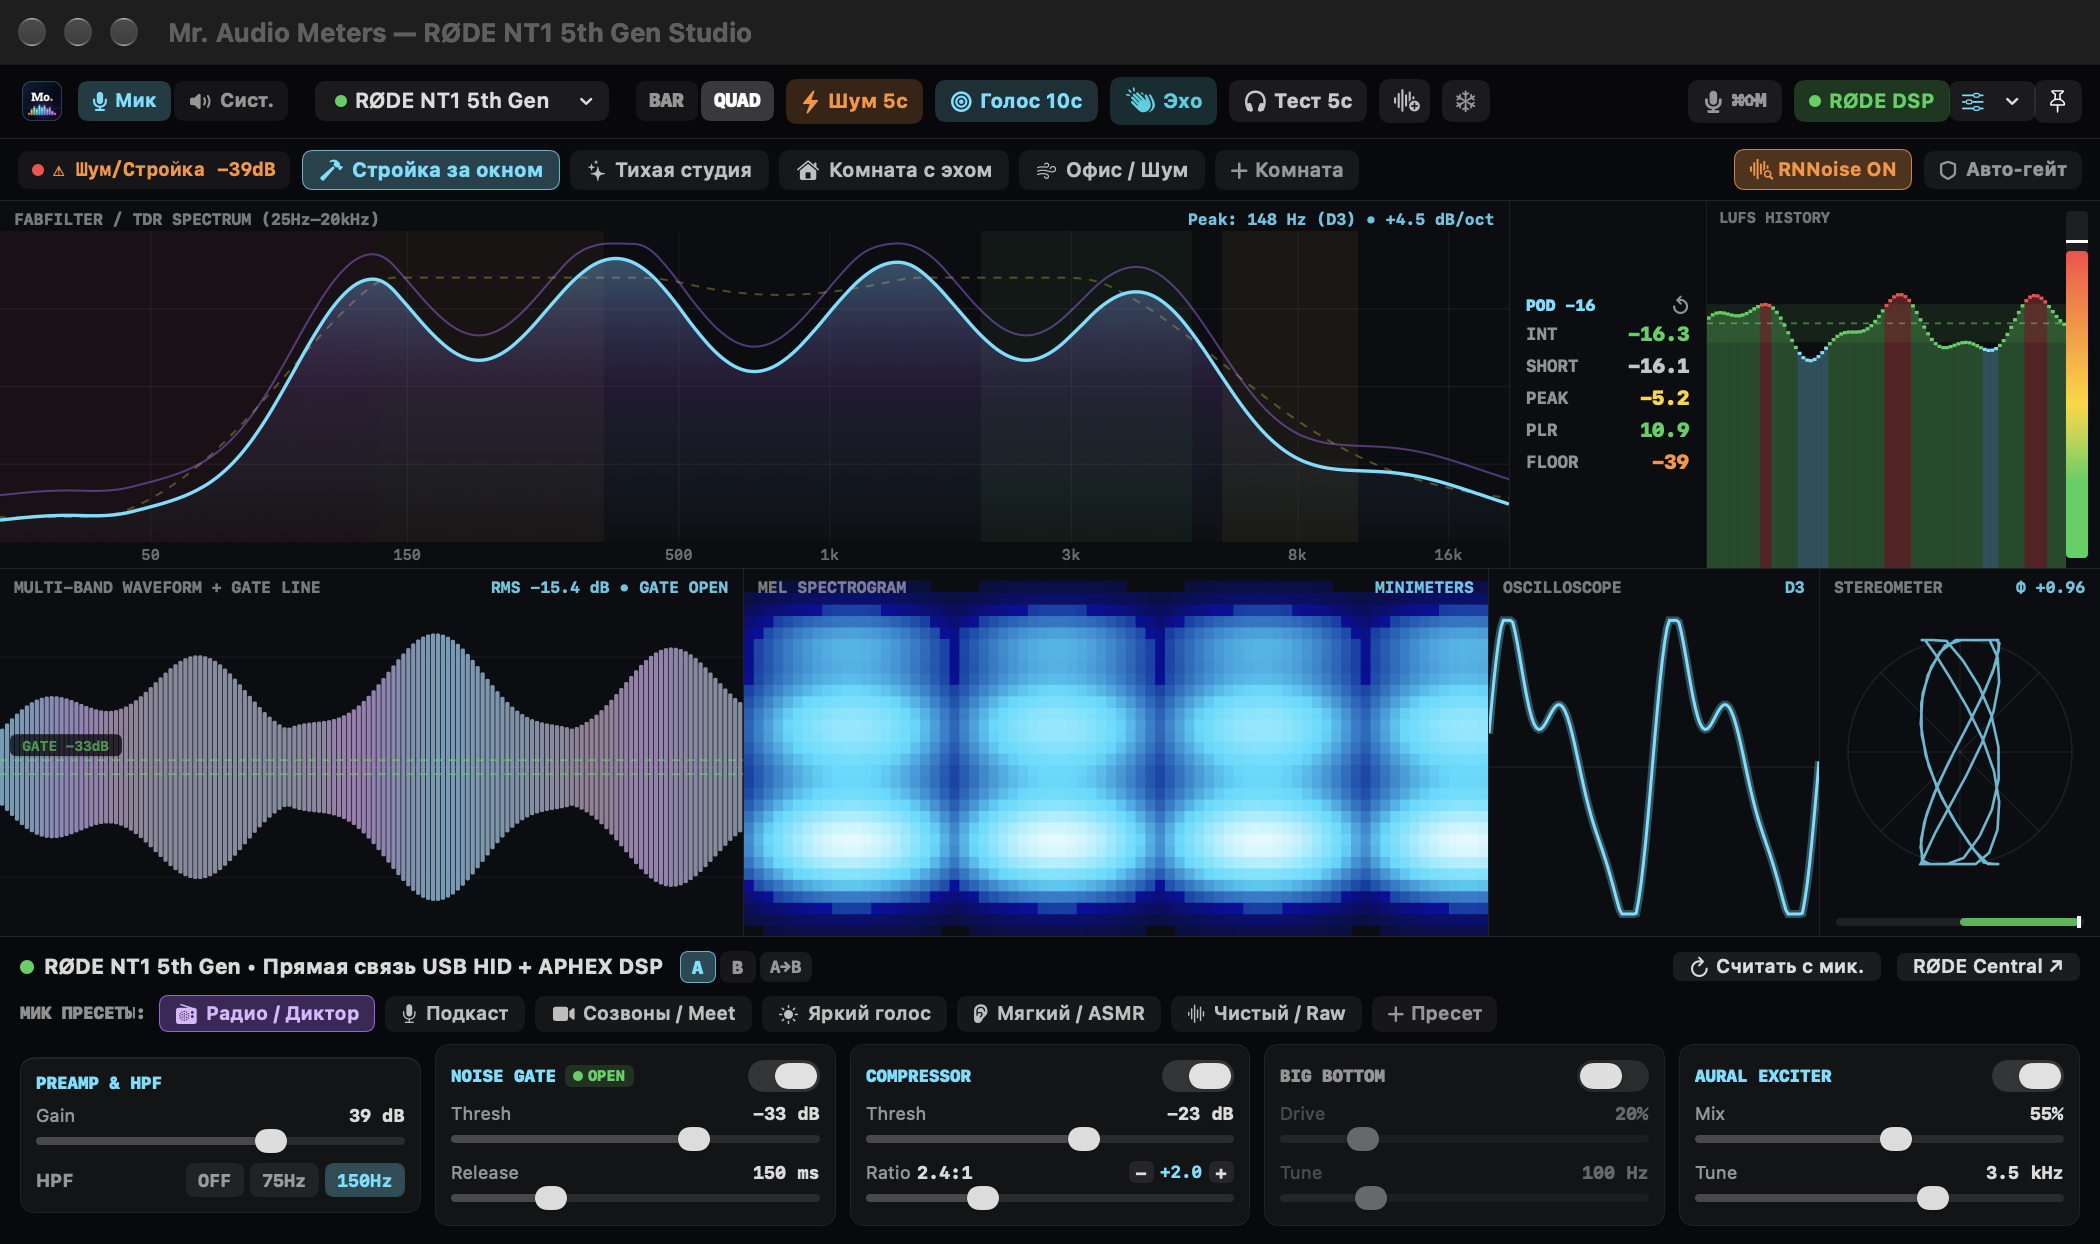 Mr. Audio Meters — RØDE NT1 5th Gen Studio
Mo.
Мик
Сист.
RØDE NT1 5th Gen
BAR
QUAD
Шум 5с
Голос 10с
Эхо
Тест 5с
⌘⌥M
RØDE DSP
⚠ Шум/Стройка −39dB
Стройка за окном
Тихая студия
Комната с эхом
Офис / Шум
+ Комната
RNNoise ON
Авто-гейт
FABFILTER / TDR SPECTRUM (25Hz–20kHz)
Peak: 148 Hz (D3) • +4.5 dB/oct
50
150
500
1k
3k
8k
16k
POD −16
INT −16.3
SHORT −16.1
PEAK −5.2
PLR 10.9
FLOOR −39
LUFS HISTORY
MULTI-BAND WAVEFORM + GATE LINE
RMS −15.4 dB • GATE OPEN
GATE −33dB
MEL SPECTROGRAM
MINIMETERS
OSCILLOSCOPE
D3
STEREOMETER
Φ +0.96
RØDE NT1 5th Gen • Прямая связь USB HID + APHEX DSP
A
B
A→B
Считать с мик.
RØDE Central ↗
МИК ПРЕСЕТЫ:
Радио / Диктор
Подкаст
Созвоны / Meet
Яркий голос
Мягкий / ASMR
Чистый / Raw
+ Пресет
PREAMP & HPF
Gain 39 dB
HPF OFF 75Hz 150Hz
NOISE GATE OPEN
Thresh −33 dB
Release 150 ms
COMPRESSOR
Thresh −23 dB
Ratio 2.4:1 − +2.0 +
BIG BOTTOM
Drive 20%
Tune 100 Hz
AURAL EXCITER
Mix 55%
Tune 3.5 kHz